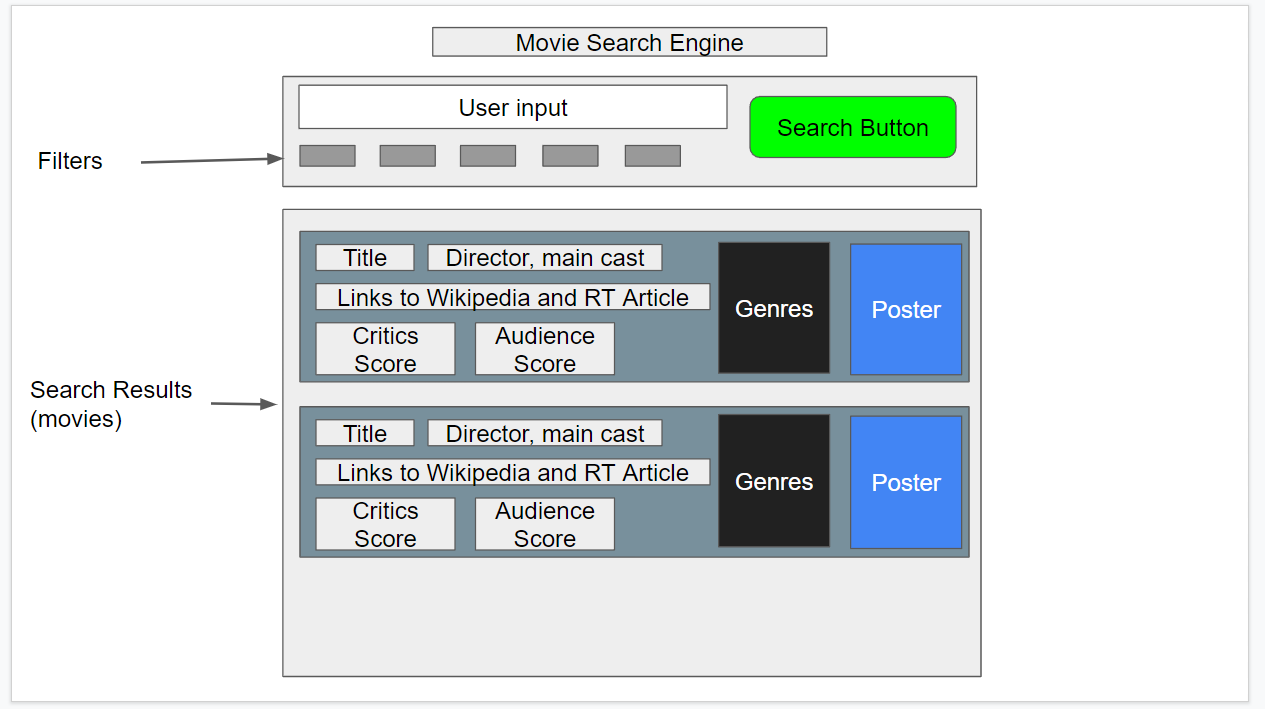 Movie Search Engine
User input
Search Button
Filters
Title
Director, main cast
Links to Wikipedia and RT Article
Critics
Score
Audience
Score
Genres
Poster
Search Results
(movies)
Title
Director, main cast
Links to Wikipedia and RT Article
Critics
Score
Audience
Score
Genres
Poster